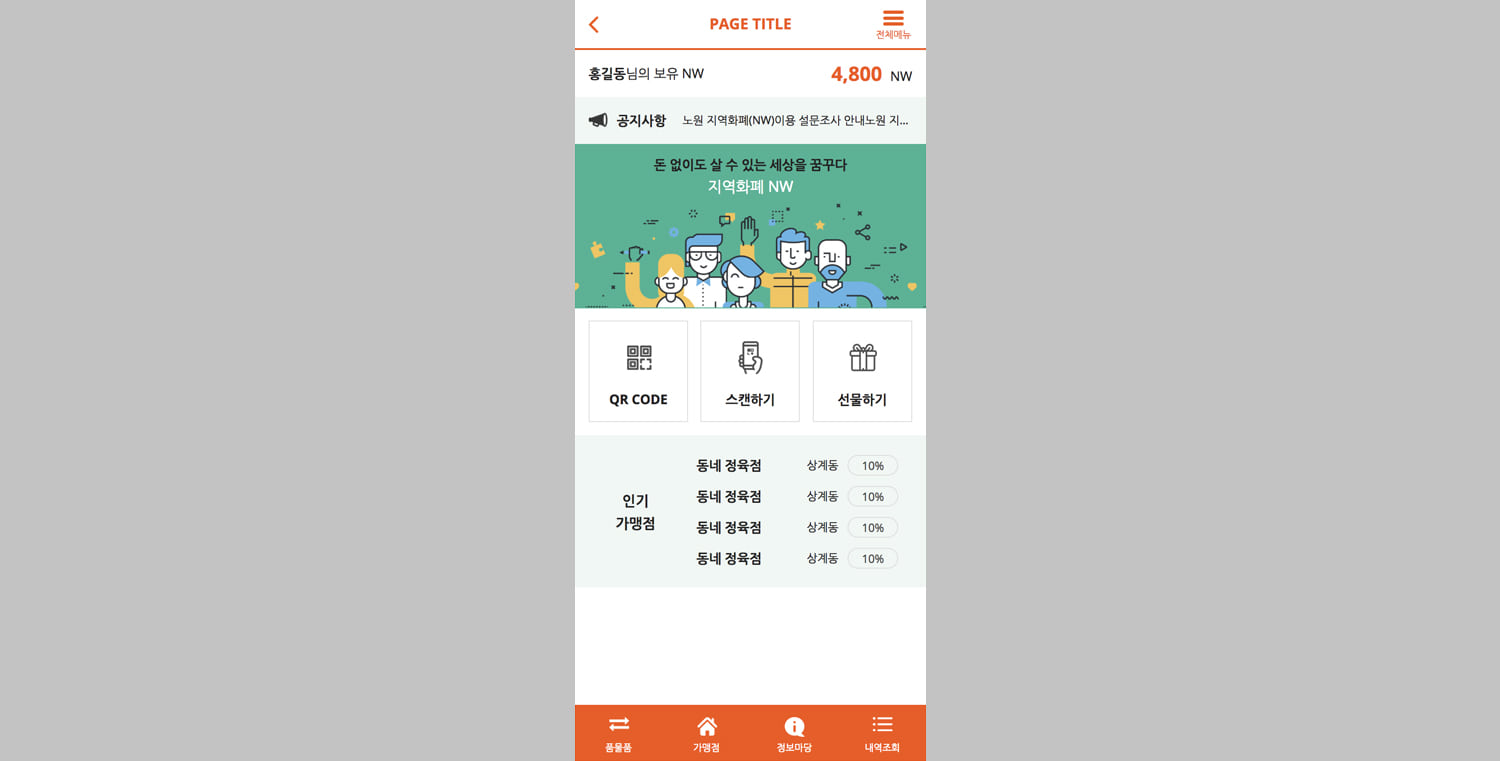 PAGE TITLE
전체메뉴
홍길동님의 보유 NW 4,800 NW
공지사항 노원 지역화폐(NW)이용 설문조사 안내노원 지...
돈 없이도 살 수 있는 세상을 꿈꾸다
지역화폐 NW
QR CODE
스캔하기
선물하기
인기
가맹점
동네 정육점 상계동 10%
동네 정육점 상계동 10%
동네 정육점 상계동 10%
동네 정육점 상계동 10%
품물품
가맹점
정보마당
내역조회